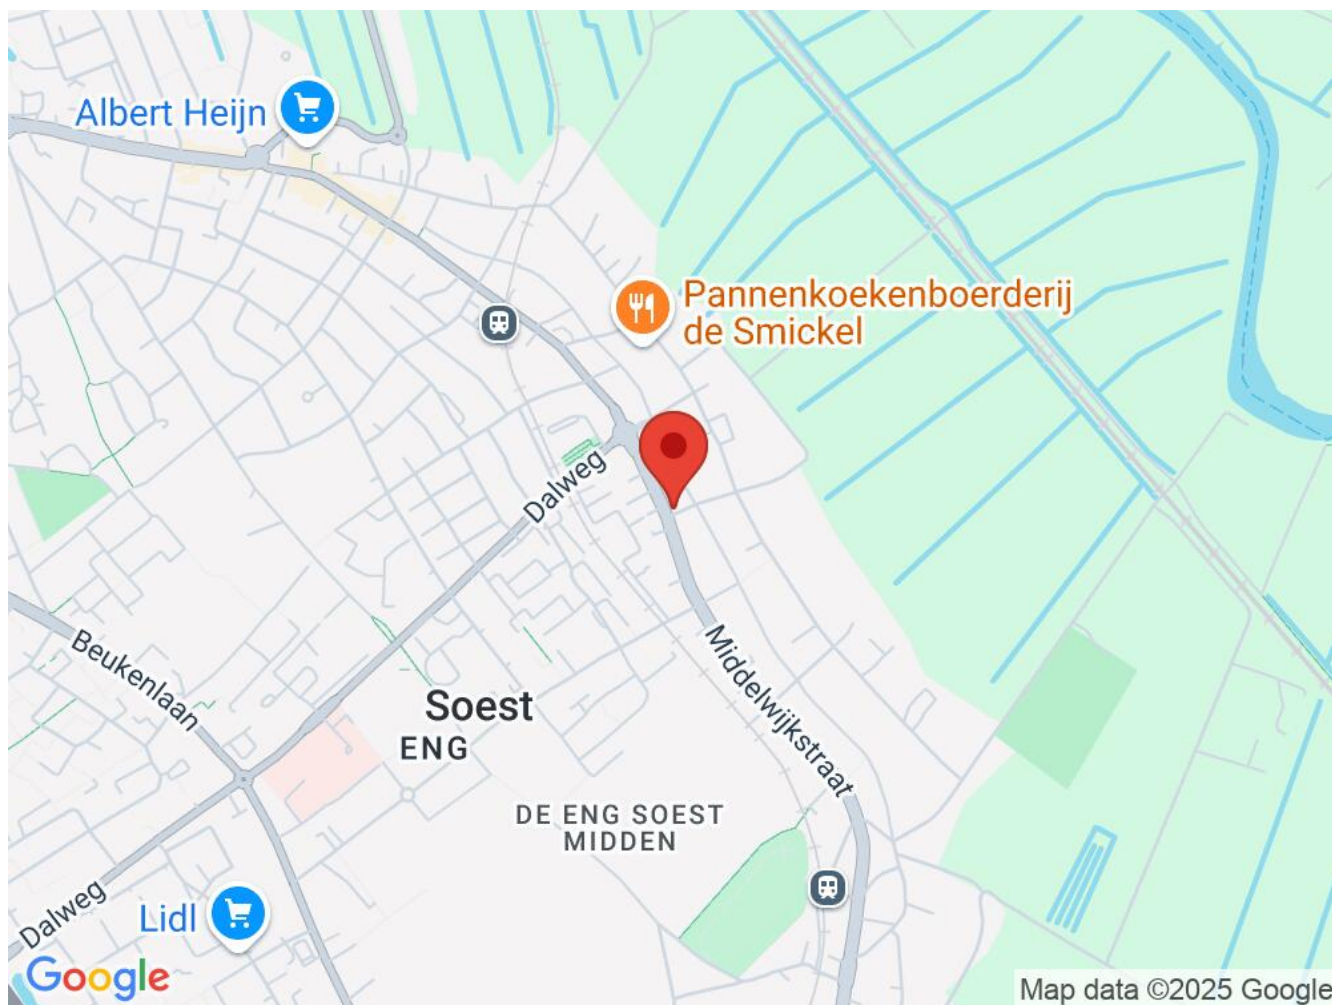 Albert Heijn
Pannenkoekenboerderij
de Smickel
Dalweg
Beukenlaan
Middelwijkstraat
Soest
ENG
DE ENG SOEST
MIDDEN
Dalweg
Lidl
Google
Map data ©2025 Google